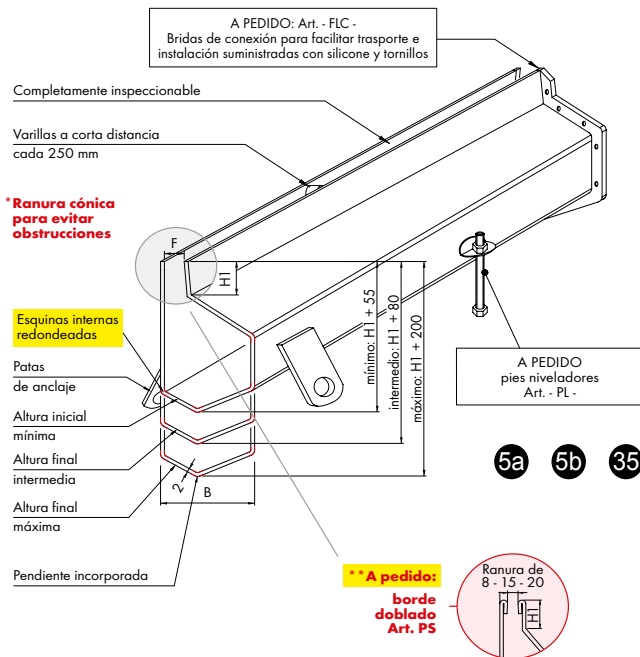 A PEDIDO: Art. - FLC -
Bridas de conexión para facilitar trasporte e
instalación suministradas con silicone y tornillos
Completamente inspeccionable
Varillas a corta distancia
cada 250 mm
*Ranura cónica
para evitar
obstrucciones
F
H1
Esquinas internas
redondeadas
Patas
de anclaje
Altura inicial
mínima
Altura final
intermedia
Altura final
máxima
Pendiente incorporada
2
B
mínimo: H1 + 55
intermedio: H1 + 80
máximo: H1 + 200
A PEDIDO
pies niveladores
Art. - PL -
5a 5b 35
**A pedido:
borde
doblado
Art. PS
Ranura de
8 - 15 - 20
H1